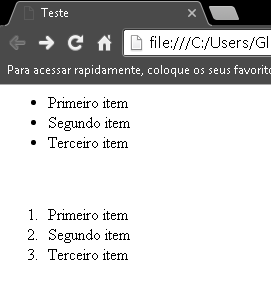 Teste
file:///C:/Users/Gl
Para acessar rapidamente, coloque os seus favorito
• Primeiro item
• Segundo item
• Terceiro item
1. Primeiro item
2. Segundo item
3. Terceiro item